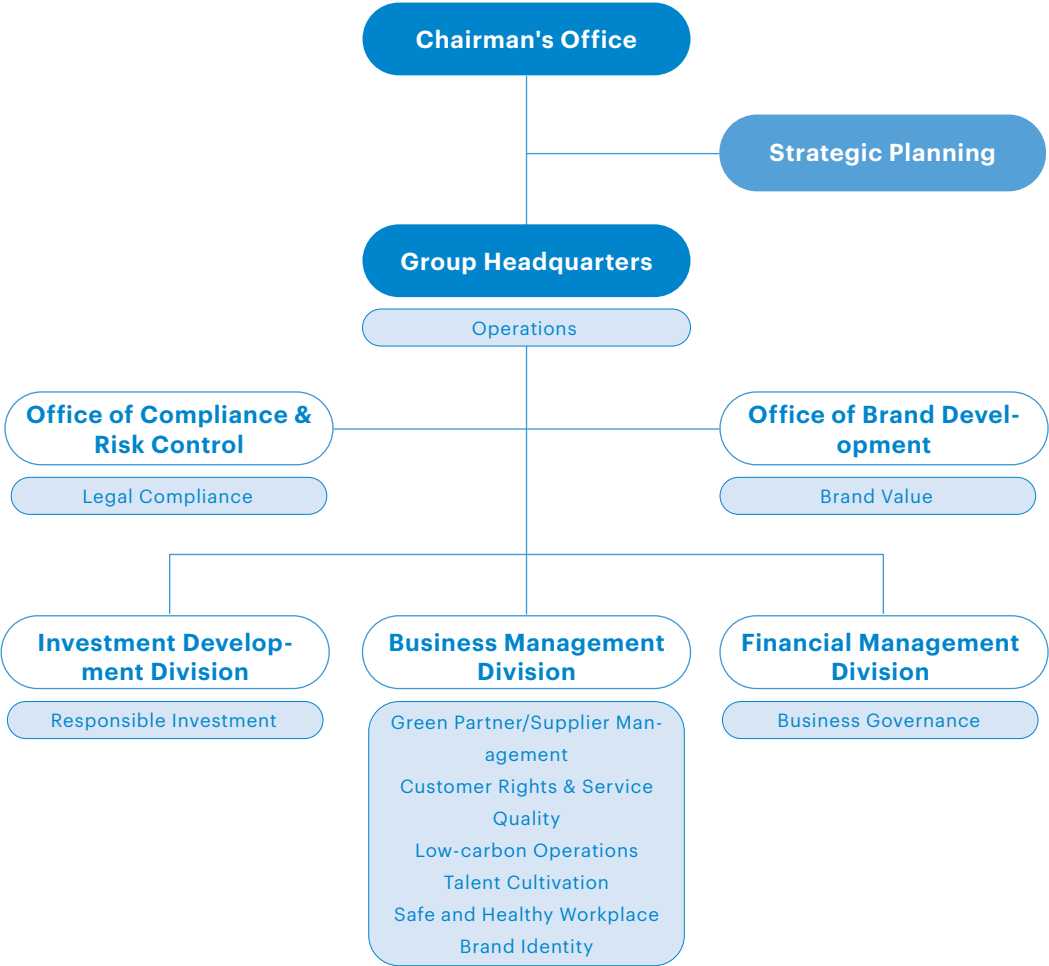 Chairman's Office
Strategic Planning
Group Headquarters
Operations
Office of Compliance &
Risk Control
Legal Compliance
Office of Brand Devel-
opment
Brand Value
Investment Develop-
ment Division
Responsible Investment
Business Management
Division
Green Partner/Supplier Man-
agement
Customer Rights & Service
Quality
Low-carbon Operations
Talent Cultivation
Safe and Healthy Workplace
Brand Identity
Financial Management
Division
Business Governance